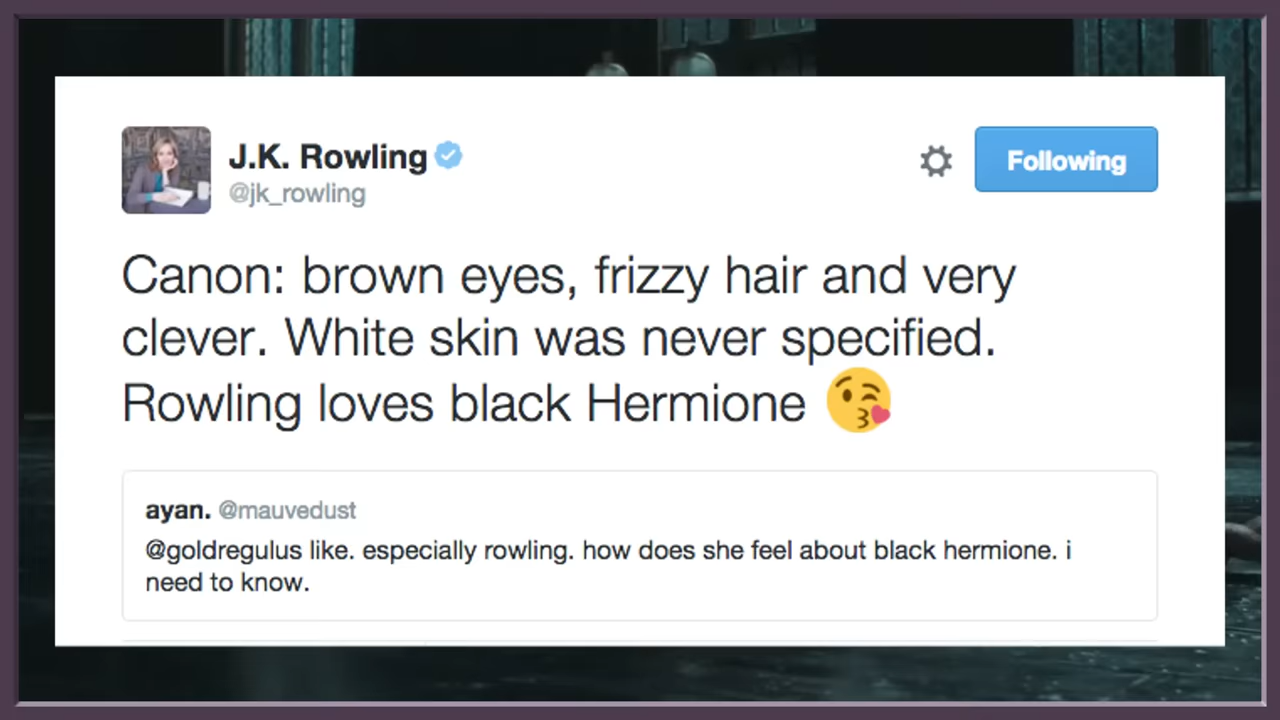 J.K. Rowling
@jk_rowling
Following
Canon: brown eyes, frizzy hair and very
clever. White skin was never specified.
Rowling loves black Hermione 😘
ayan. @mauvedust
@goldregulus like. especially rowling. how does she feel about black hermione. i
need to know.